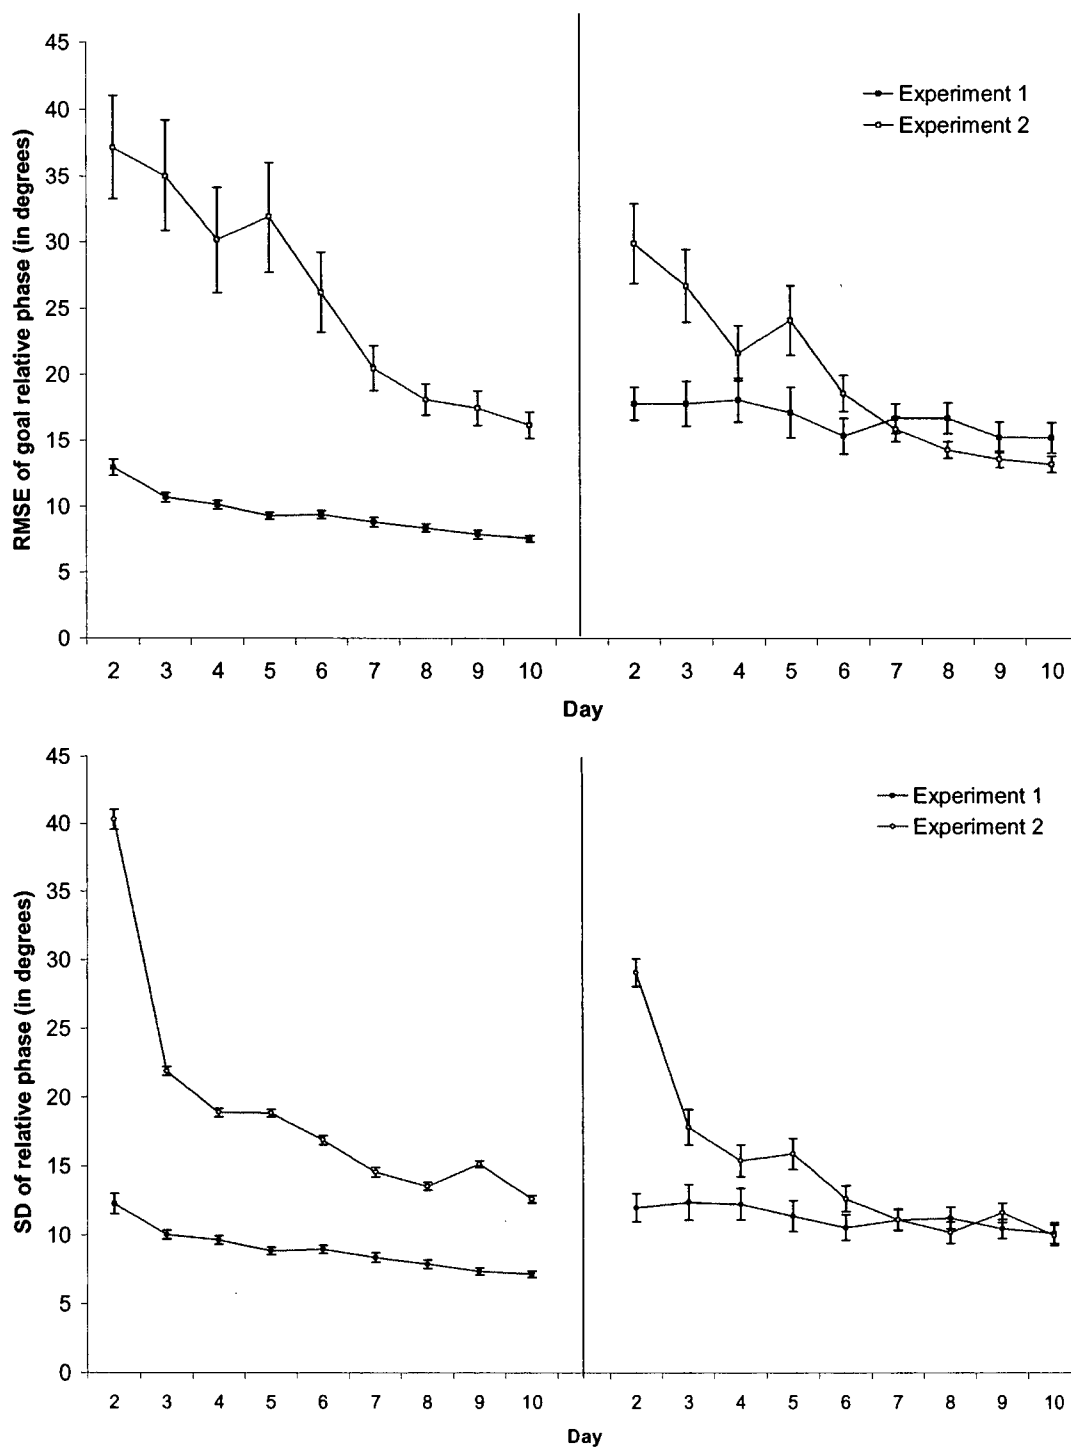 45
40
35
30
25
20
15
10
5
0
RMSE of goal relative phase (in degrees)
Experiment 1
Experiment 2
2 3 4 5 6 7 8 9 10 2 3 4 5 6 7 8 9 10
Day
45
40
35
30
25
20
15
10
5
0
SD of relative phase (in degrees)
Experiment 1
Experiment 2
2 3 4 5 6 7 8 9 10 2 3 4 5 6 7 8 9 10
Day